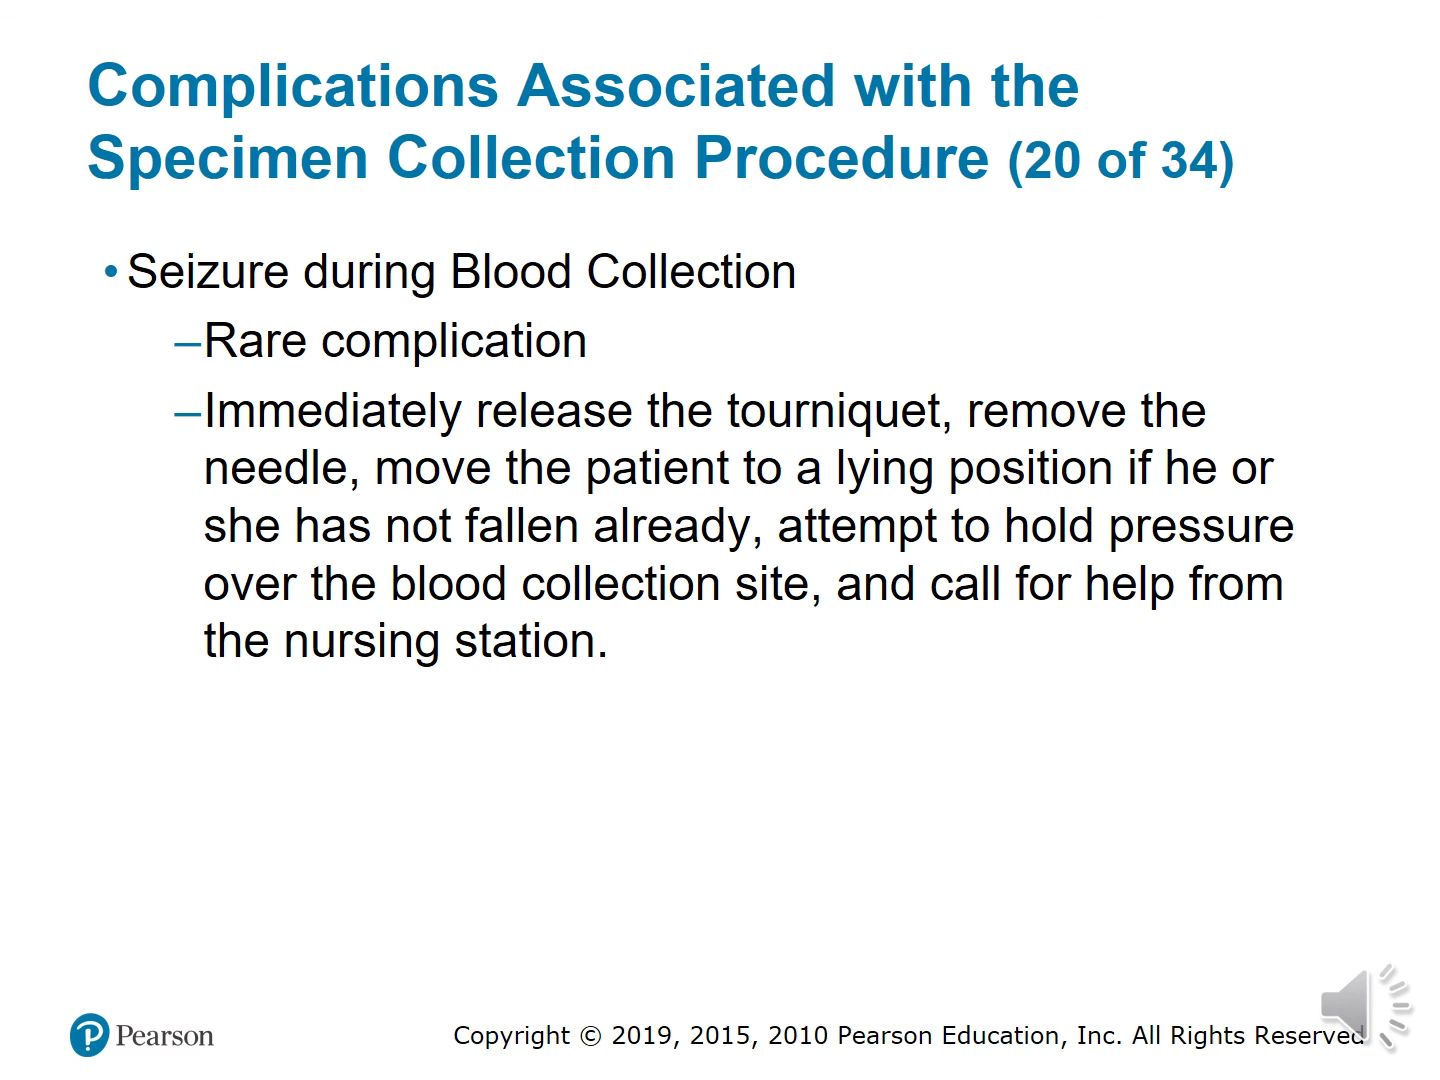 Complications Associated with the
Specimen Collection Procedure (20 of 34)
• Seizure during Blood Collection
–Rare complication
–Immediately release the tourniquet, remove the
needle, move the patient to a lying position if he or
she has not fallen already, attempt to hold pressure
over the blood collection site, and call for help from
the nursing station.
Pearson
Copyright © 2019, 2015, 2010 Pearson Education, Inc. All Rights Reserved